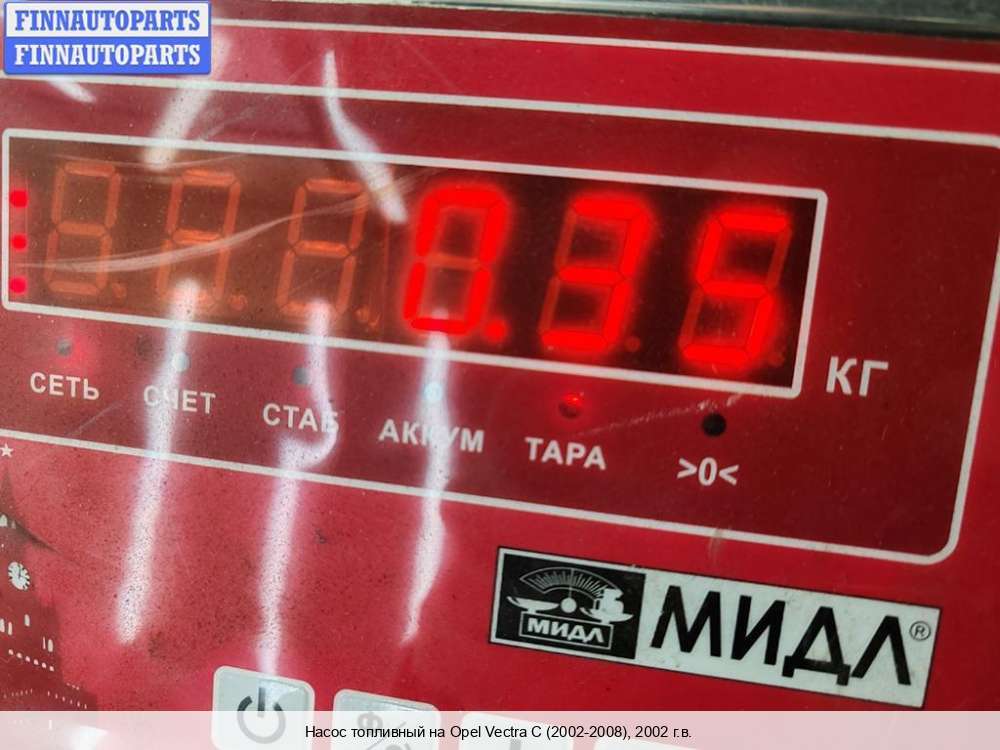 FINNAUTOPARTS
FINNAUTOPARTS
0.35
КГ
СЕТЬ СЧЕТ СТАБ АККУМ ТАРА >0<
МИДЛ МИДЛ®
Насос топливный на Opel Vectra C (2002-2008), 2002 г.в.